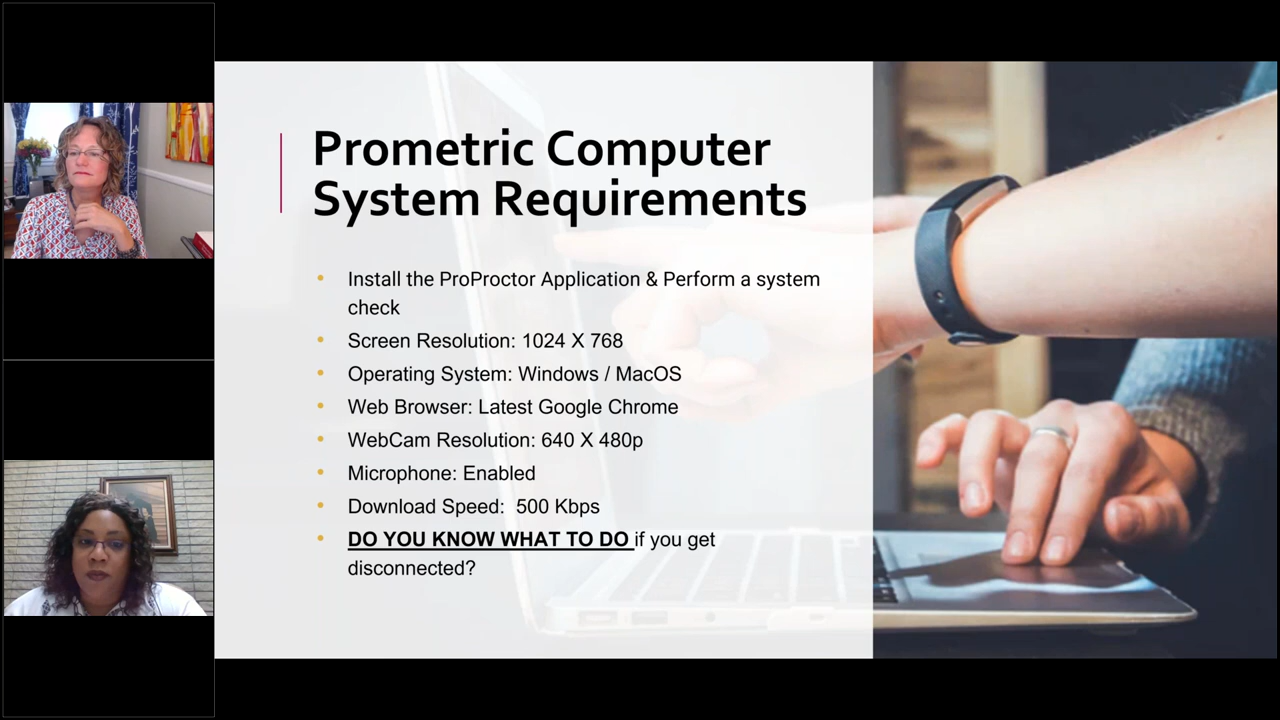 Prometric Computer
System Requirements
• Install the ProProctor Application & Perform a system
check
• Screen Resolution: 1024 X 768
• Operating System: Windows / MacOS
• Web Browser: Latest Google Chrome
• WebCam Resolution: 640 X 480p
• Microphone: Enabled
• Download Speed:  500 Kbps
• DO YOU KNOW WHAT TO DO if you get
disconnected?